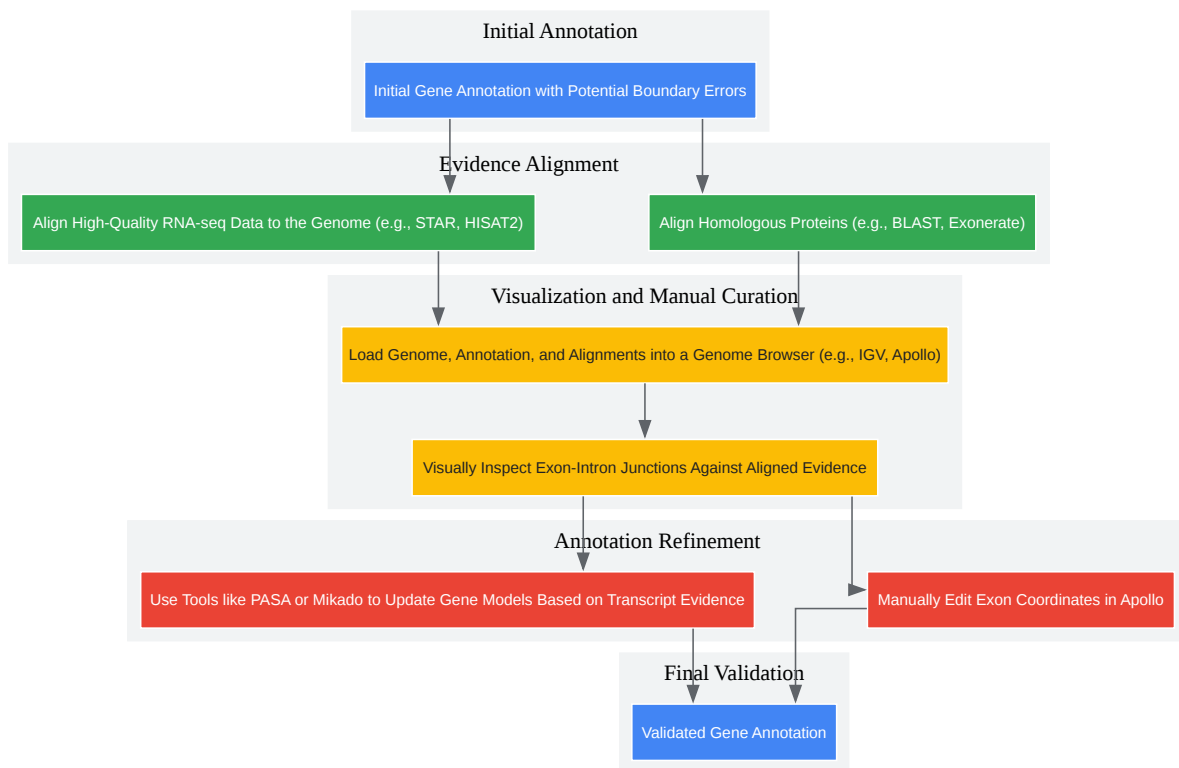 Initial Annotation
Initial Gene Annotation with Potential Boundary Errors
Evidence Alignment
Align High-Quality RNA-seq Data to the Genome (e.g., STAR, HISAT2)
Align Homologous Proteins (e.g., BLAST, Exonerate)
Visualization and Manual Curation
Load Genome, Annotation, and Alignments into a Genome Browser (e.g., IGV, Apollo)
Visually Inspect Exon-Intron Junctions Against Aligned Evidence
Annotation Refinement
Use Tools like PASA or Mikado to Update Gene Models Based on Transcript Evidence
Manually Edit Exon Coordinates in Apollo
Final Validation
Validated Gene Annotation